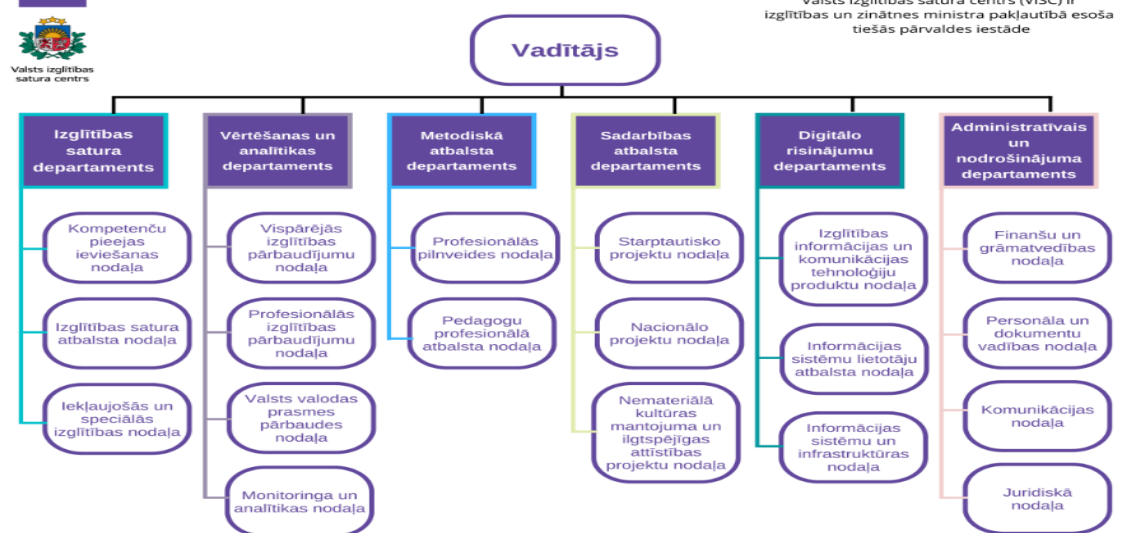 Valsts izglītības satura centrs (VISC) ir
izglītības un zinātnes ministra pakļautībā esoša
tiešās pārvaldes iestāde
Valsts izglītības
satura centrs
Vadītājs
Izglītības
satura
departaments
Vērtēšanas un
analītikas
departaments
Metodiskā
atbalsta
departaments
Sadarbības
atbalsta
departaments
Digitālo
risinājumu
departaments
Administratīvais
un
nodrošinājuma
departaments
Kompetenču
pieejas
ieviešanas
nodaļa
Izglītības satura
atbalsta nodaļa
Iekļaujošās un
speciālās
izglītības nodaļa
Vispārējās
izglītības
pārbaudījumu
nodaļa
Profesionālās
izglītības
pārbaudījumu
nodaļa
Valsts valodas
prasmes
pārbaudes
nodaļa
Monitoringa un
analītikas nodaļa
Profesionālās
pilnveides nodaļa
Pedagogu
profesionālā
atbalsta nodaļa
Starptautisko
projektu nodaļa
Nacionālo
projektu nodaļa
Nemateriālā
kultūras
mantojuma un
ilgtspējīgas
attīstības
projektu nodaļa
Izglītības
informācijas un
komunikācijas
tehnoloģiju
produktu nodaļa
Informācijas
sistēmu lietotāju
atbalsta nodaļa
Informācijas
sistēmu un
infrastruktūras
nodaļa
Finanšu un
grāmatvedības
nodaļa
Personāla un
dokumentu
vadības nodaļa
Komunikācijas
nodaļa
Juridiskā
nodaļa